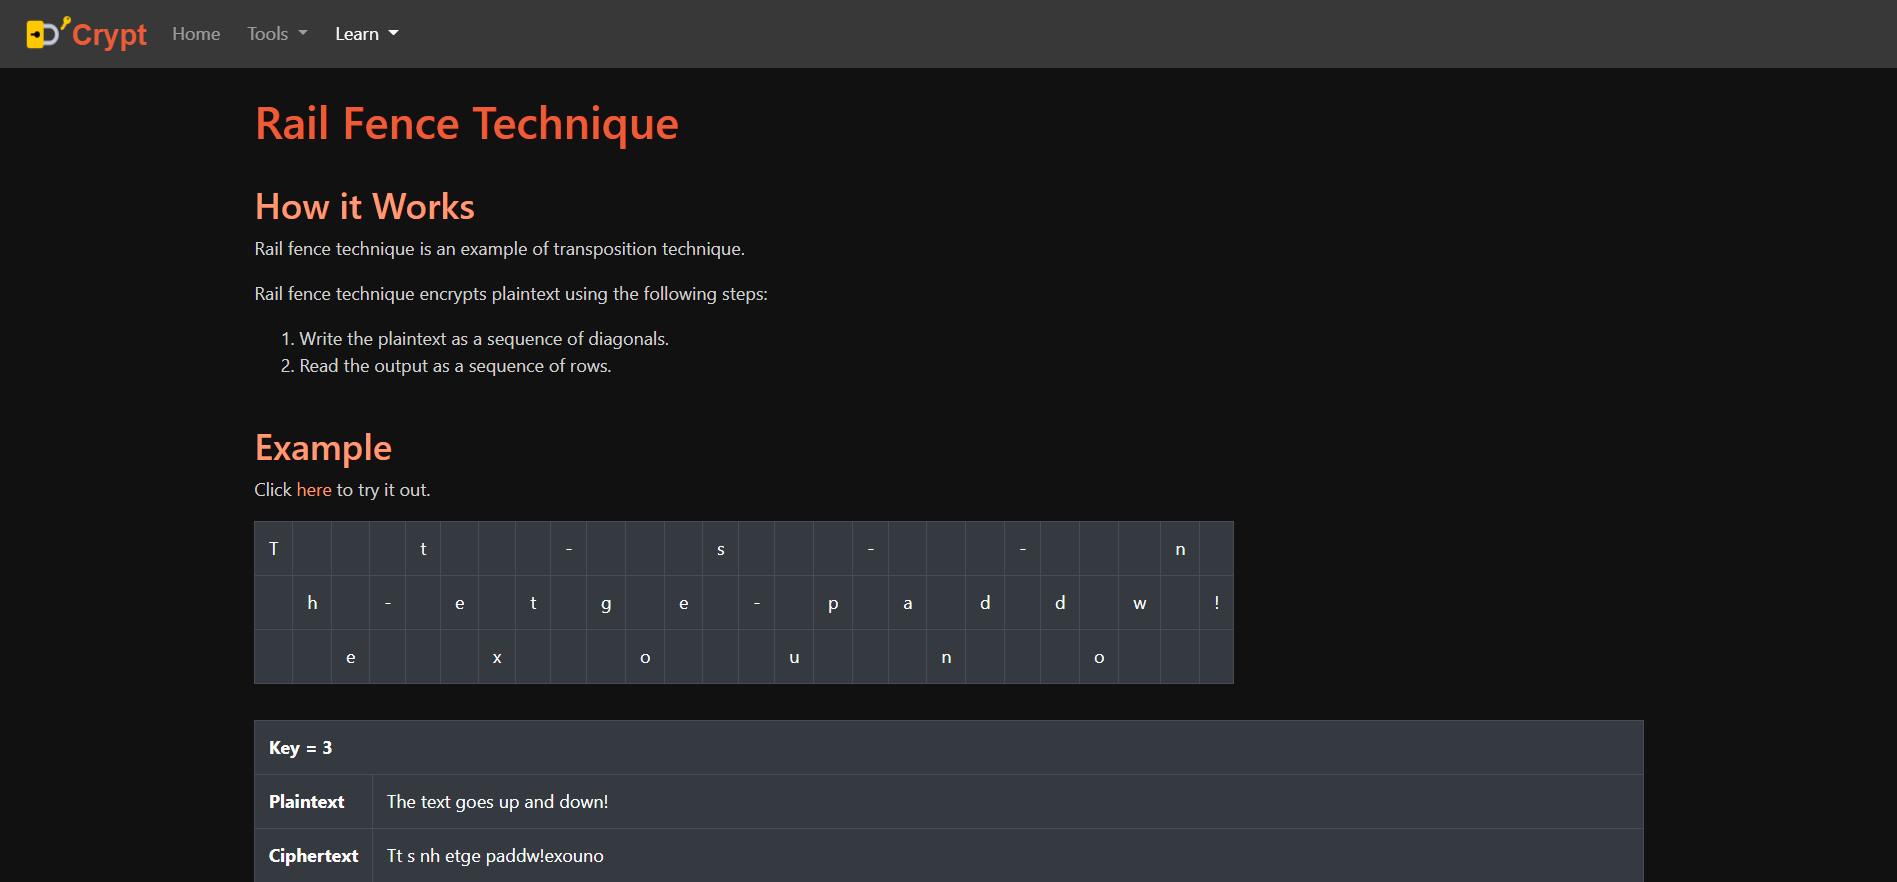 D'Crypt Home Tools Learn
Rail Fence Technique
How it Works
Rail fence technique is an example of transposition technique.
Rail fence technique encrypts plaintext using the following steps:
1. Write the plaintext as a sequence of diagonals.
2. Read the output as a sequence of rows.
Example
Click here to try it out.
T t - s - - n
h - e t g e - p a d d w !
e x o u n o
Key = 3
Plaintext The text goes up and down!
Ciphertext Tt s nh etge paddw!exouno